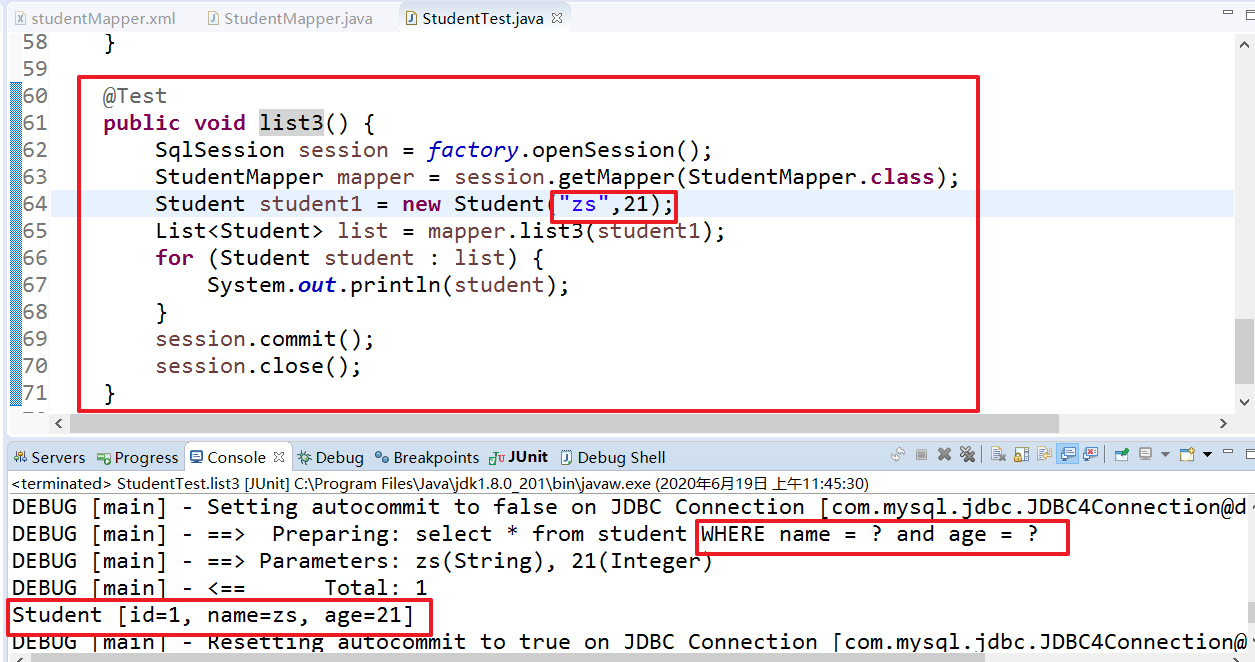 studentMapper.xml StudentMapper.java StudentTest.java
58 }
59
60 @Test
61 public void list3() {
62 SqlSession session = factory.openSession();
63 StudentMapper mapper = session.getMapper(StudentMapper.class);
64 Student student1 = new Student("zs",21);
65 List<Student> list = mapper.list3(student1);
66 for (Student student : list) {
67 System.out.println(student);
68 }
69 session.commit();
70 session.close();
71 }
Servers Progress Console Debug Breakpoints JUnit Debug Shell
<terminated> StudentTest.list3 [JUnit] C:\Program Files\Java\jdk1.8.0_201\bin\javaw.exe (2020年6月19日 上午11:45:30)
DEBUG [main] - Setting autocommit to false on JDBC Connection [com.mysql.jdbc.JDBC4Connection@d
DEBUG [main] - ==>  Preparing: select * from student WHERE name = ? and age = ?
DEBUG [main] - ==> Parameters: zs(String), 21(Integer)
DEBUG [main] - <==      Total: 1
Student [id=1, name=zs, age=21]
DEBUG [main] - Resetting autocommit to true on JDBC Connection [com.mysql.jdbc.JDBC4Connection@